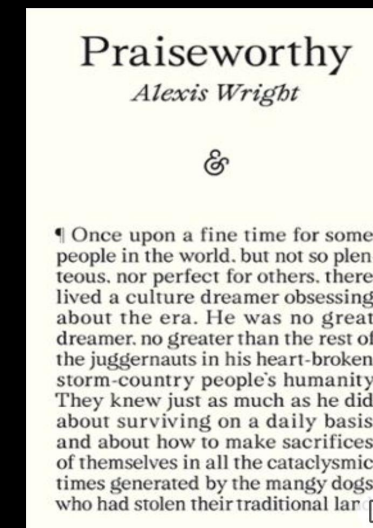 Praiseworthy
Alexis Wright
&
¶ Once upon a fine time for some
people in the world, but not so plen-
teous, nor perfect for others, there
lived a culture dreamer obsessing
about the era. He was no great
dreamer, no greater than the rest of
the juggernauts in his heart-broken
storm-country people's humanity
They knew just as much as he did
about surviving on a daily basis
and about how to make sacrifices
of themselves in all the cataclysmic
times generated by the mangy dogs
who had stolen their traditional lan